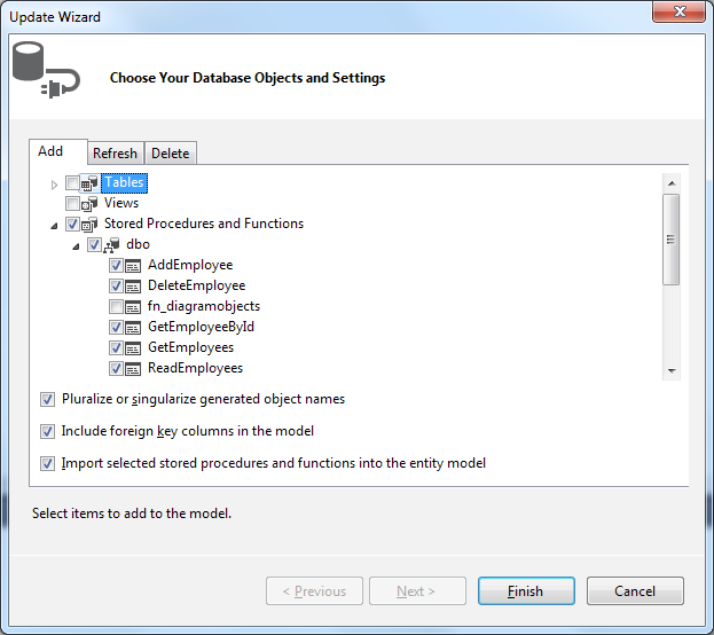 Update Wizard
Choose Your Database Objects and Settings
Add Refresh Delete
Tables
Views
Stored Procedures and Functions
dbo
AddEmployee
DeleteEmployee
fn_diagramobjects
GetEmployeeById
GetEmployees
ReadEmployees
Pluralize or singularize generated object names
Include foreign key columns in the model
Import selected stored procedures and functions into the entity model
Select items to add to the model.
< Previous Next > Finish Cancel